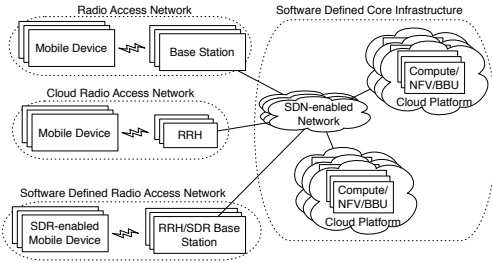 Radio Access Network
Mobile Device
Base Station
Cloud Radio Access Network
Mobile Device
RRH
Software Defined Radio Access Network
SDR-enabled
Mobile Device
RRH/SDR Base
Station
Software Defined Core Infrastructure
SDN-enabled
Network
Compute/
NFV/BBU
Cloud Platform
Compute/
NFV/BBU
Cloud Platform